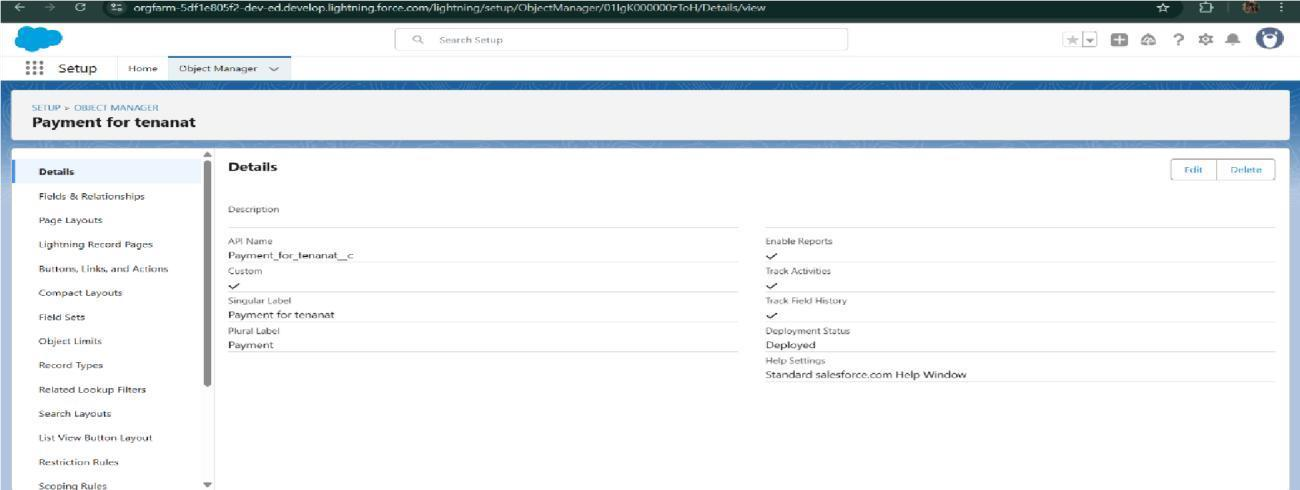 orgfarm-5df1e805f2-dev-ed.develop.lightning.force.com/lightning/setup/ObjectManager/01IgK000000zToH/Details/view
Search Setup
Setup
Home
Object Manager
SETUP > OBJECT MANAGER
Payment for tenanat
Details
Fields & Relationships
Page Layouts
Lightning Record Pages
Buttons, Links, and Actions
Compact Layouts
Field Sets
Object Limits
Record Types
Related Lookup Filters
Search Layouts
List View Button Layout
Restriction Rules
Scoping Rules
Details
Edit
Delete
Description
API Name
Payment_for_tenanat__c
Custom
Singular Label
Payment for tenanat
Plural Label
Payment
Enable Reports
Track Activities
Track Field History
Deployment Status
Deployed
Help Settings
Standard salesforce.com Help Window